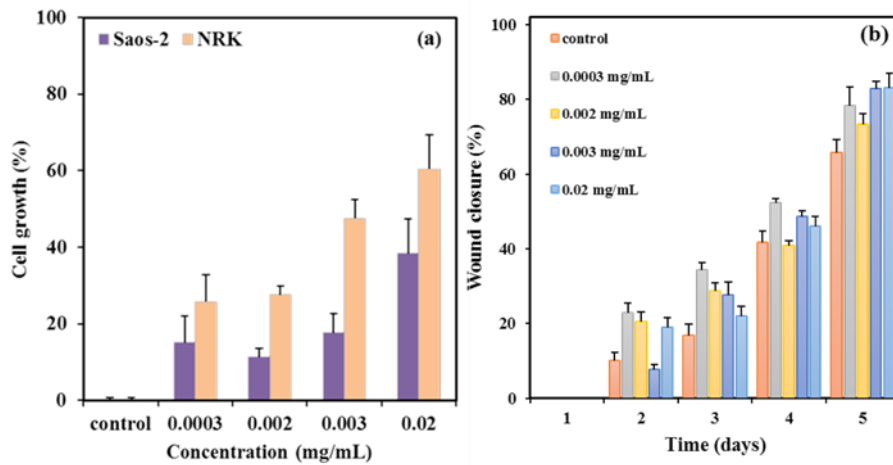 100
80
60
40
20
0
Cell growth (%)
Saos-2 NRK
(a)
control 0.0003 0.002 0.003 0.02
Concentration (mg/mL)
100
80
60
40
20
0
Wound closure (%)
(b)
control
0.0003 mg/mL
0.002 mg/mL
0.003 mg/mL
0.02 mg/mL
1 2 3 4 5
Time (days)